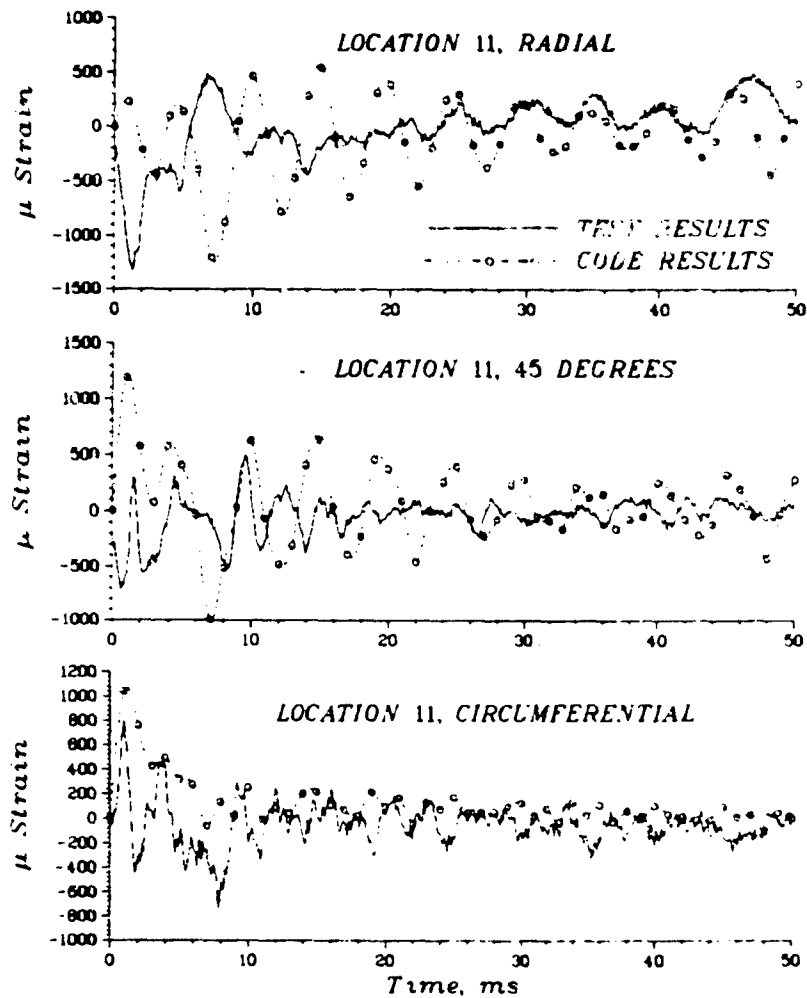 1000
LOCATION 11, RADIAL
500
0
μ Strain
-500
-1000
TEST RESULTS
CODE RESULTS
-1500
0 10 20 30 40 50
1500
LOCATION 11, 45 DEGREES
1000
500
μ Strain
0
-500
-1000
0 10 20 30 40 50
1200
1000
LOCATION 11, CIRCUMFERENTIAL
800
600
400
μ Strain
200
0
-200
-400
-600
-800
-1000
0 10 20 30 40 50
Time, ms